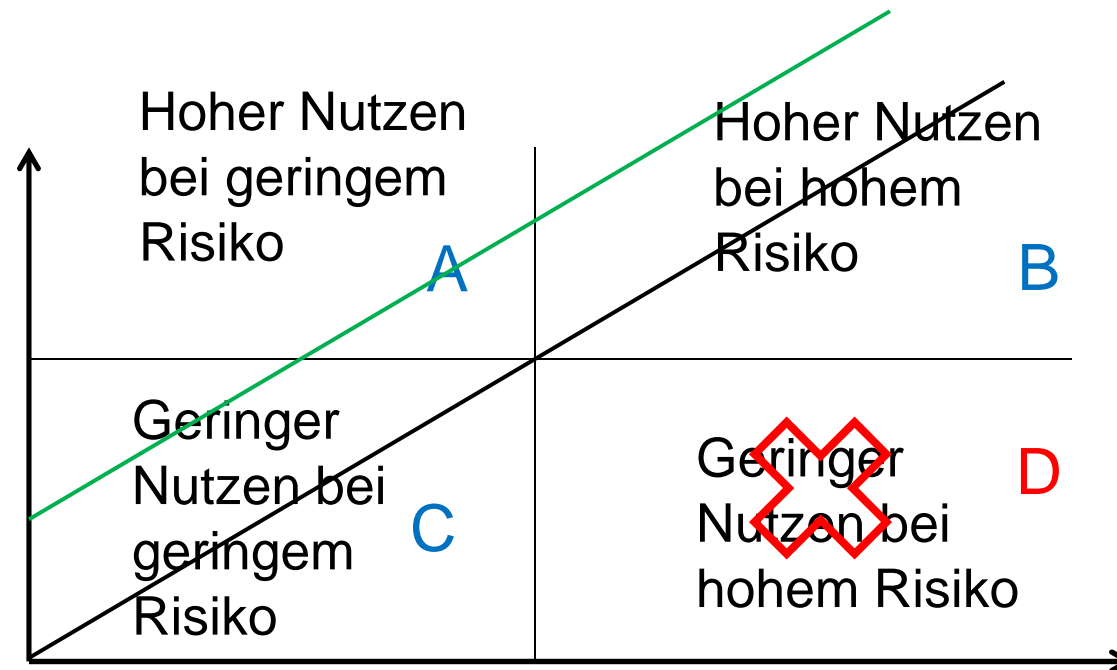 Hoher Nutzen
bei geringem
Risiko
A
Hoher Nutzen
bei hohem
Risiko
B
Geringer
Nutzen bei
geringem
Risiko
C
Geringer
Nutzen bei
hohem Risiko
D